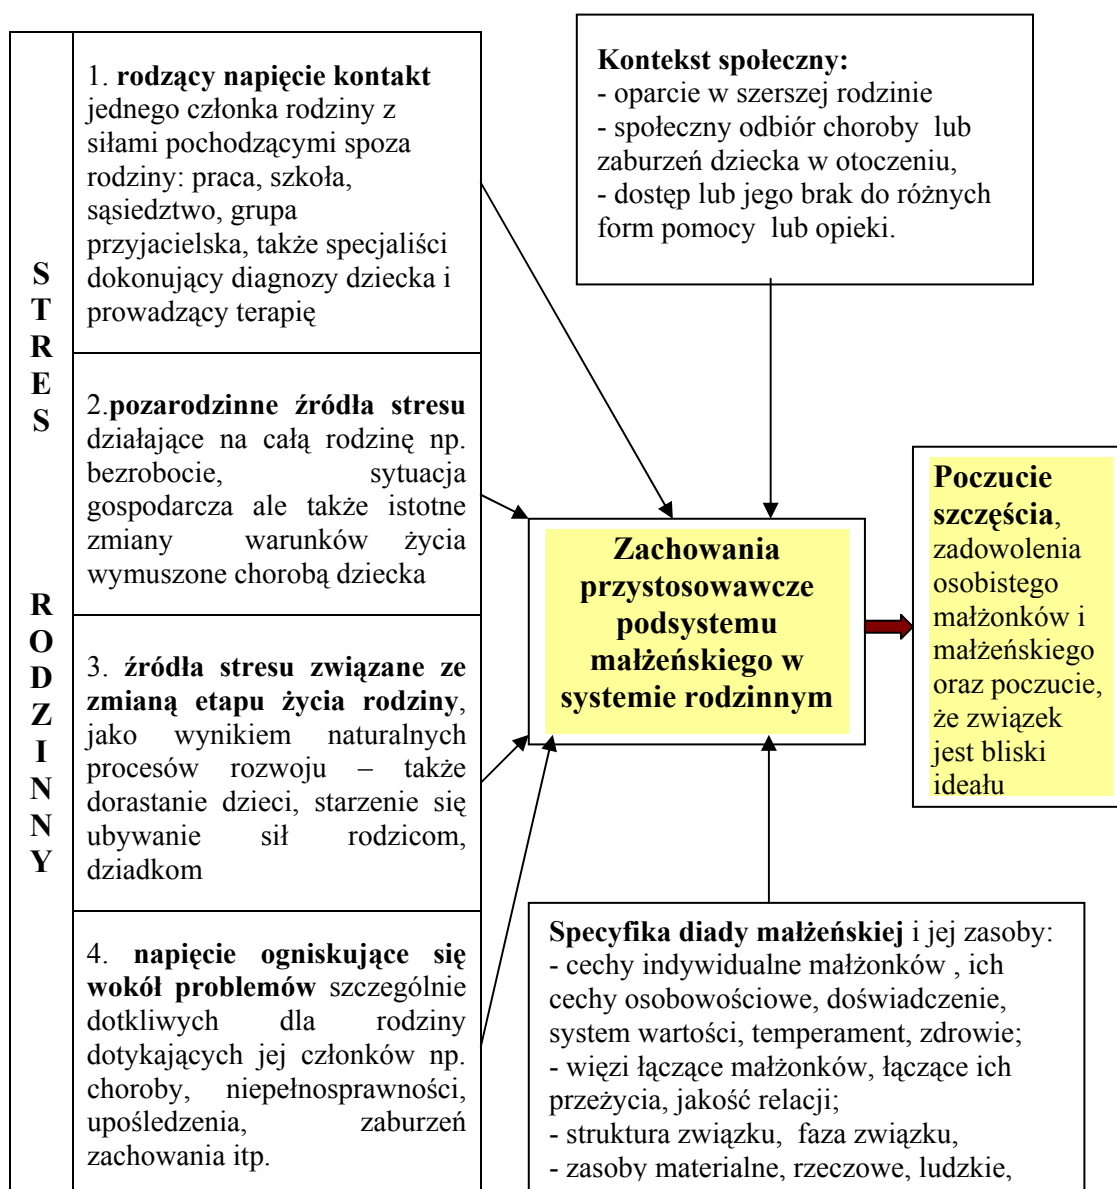 STRES RODZINNY
1. rodzący napięcie kontakt
jednego członka rodziny z
siłami pochodzącymi spoza
rodziny: praca, szkoła,
sąsiedztwo, grupa
przyjacielska, także specjaliści
dokonujący diagnozy dziecka i
prowadzący terapię
2.pozarodzinne źródła stresu
działające na całą rodzinę np.
bezrobocie, sytuacja
gospodarcza ale także istotne
zmiany warunków życia
wymuszone chorobą dziecka
3. źródła stresu związane ze
zmianą etapu życia rodziny,
jako wynikiem naturalnych
procesów rozwoju – także
dorastanie dzieci, starzenie się
ubywanie sił rodzicom,
dziadkom
4. napięcie ogniskujące się
wokół problemów szczególnie
dotkliwych dla rodziny
dotykających jej członków np.
choroby, niepełnosprawności,
upośledzenia, zaburzeń
zachowania itp.
Kontekst społeczny:
- oparcie w szerszej rodzinie
- społeczny odbiór choroby lub
zaburzeń dziecka w otoczeniu,
- dostęp lub jego brak do różnych
form pomocy lub opieki.
Zachowania
przystosowawcze
podsystemu
małżeńskiego w
systemie rodzinnym
Poczucie
szczęścia,
zadowolenia
osobistego
małżonków i
małżeńskiego
oraz poczucie,
że związek
jest bliski
ideału
Specyfika diady małżeńskiej i jej zasoby:
- cechy indywidualne małżonków , ich
cechy osobowościowe, doświadczenie,
system wartości, temperament, zdrowie;
- więzi łączące małżonków, łączące ich
przeżycia, jakość relacji;
- struktura związku, faza związku,
- zasoby materialne, rzeczowe, ludzkie,